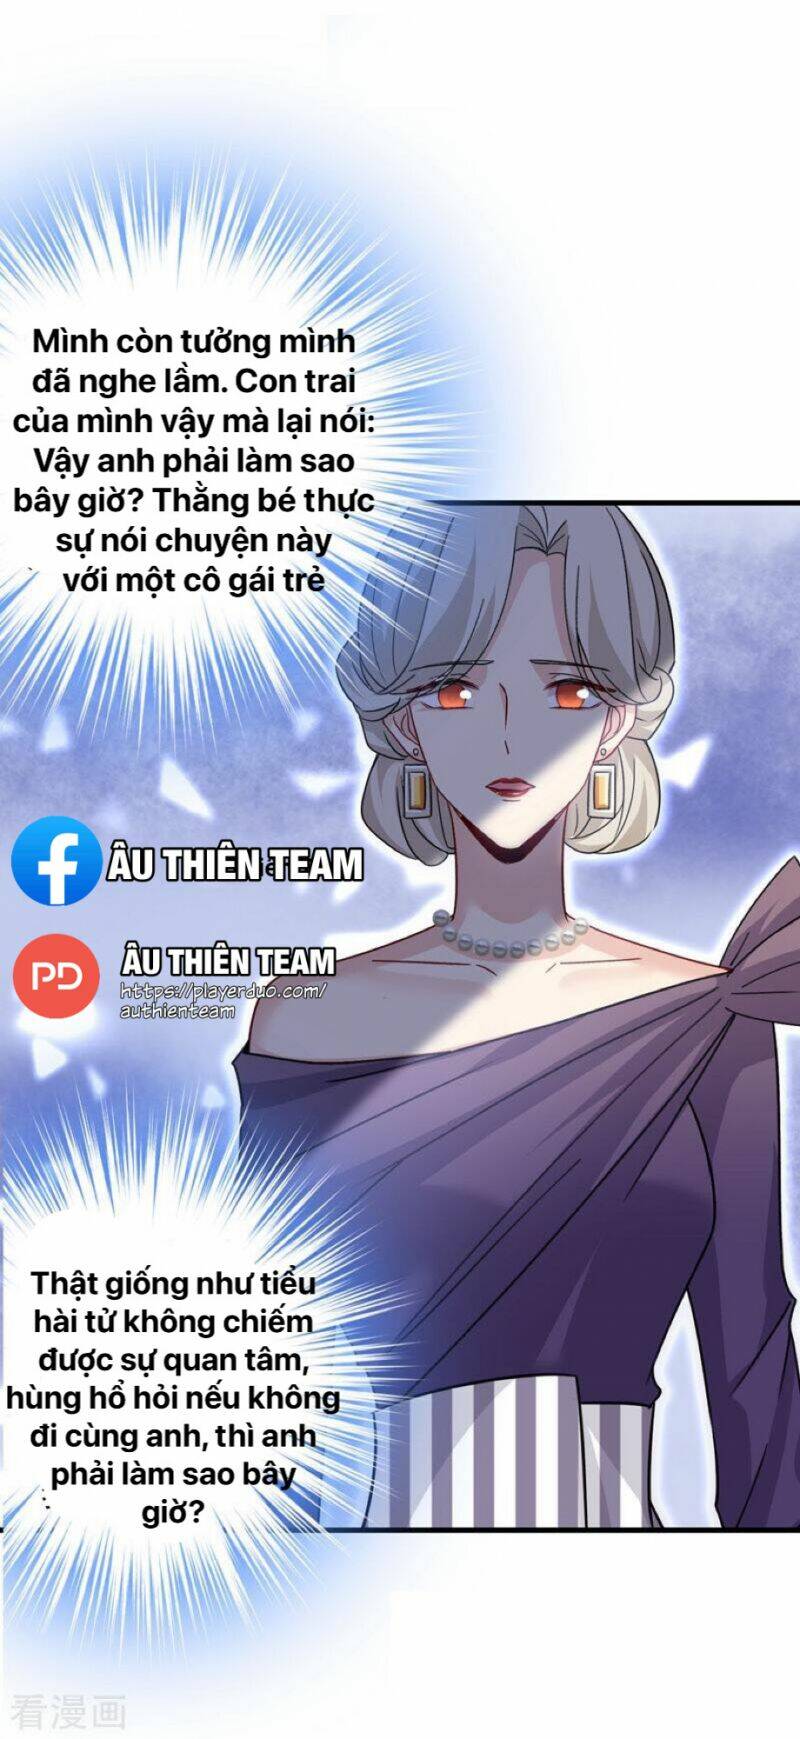 Mình còn tưởng mình
đã nghe lầm. Con trai
của mình vậy mà lại nói:
Vậy anh phải làm sao
bây giờ? Thằng bé thực
sự nói chuyện này
với một cô gái trẻ
ÂU THIÊN TEAM
PD
ÂU THIÊN TEAM
https://playerduo.com/
authienteam
Thật giống như tiểu
hài tử không chiếm
được sự quan tâm,
hùng hổ hỏi nếu không
đi cùng anh, thì anh
phải làm sao bây
giờ?
看漫画